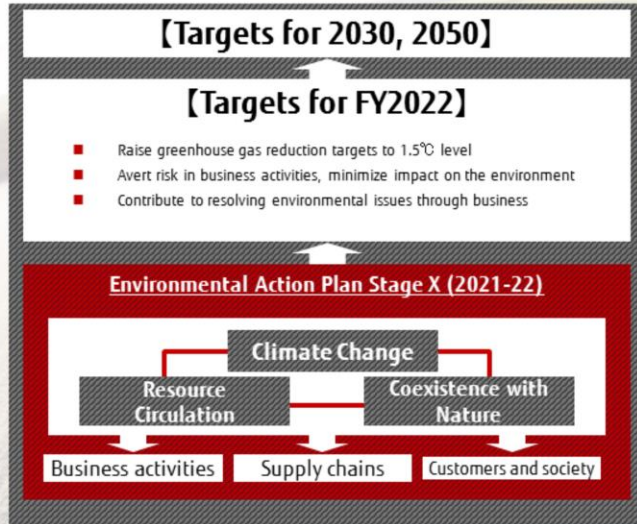 【Targets for 2030, 2050】
【Targets for FY2022】
Raise greenhouse gas reduction targets to 1.5℃ level
Avert risk in business activities, minimize impact on the environment
Contribute to resolving environmental issues through business
Environmental Action Plan Stage X (2021-22)
Climate Change
Resource
Circulation
Coexistence with
Nature
Business activities
Supply chains
Customers and society